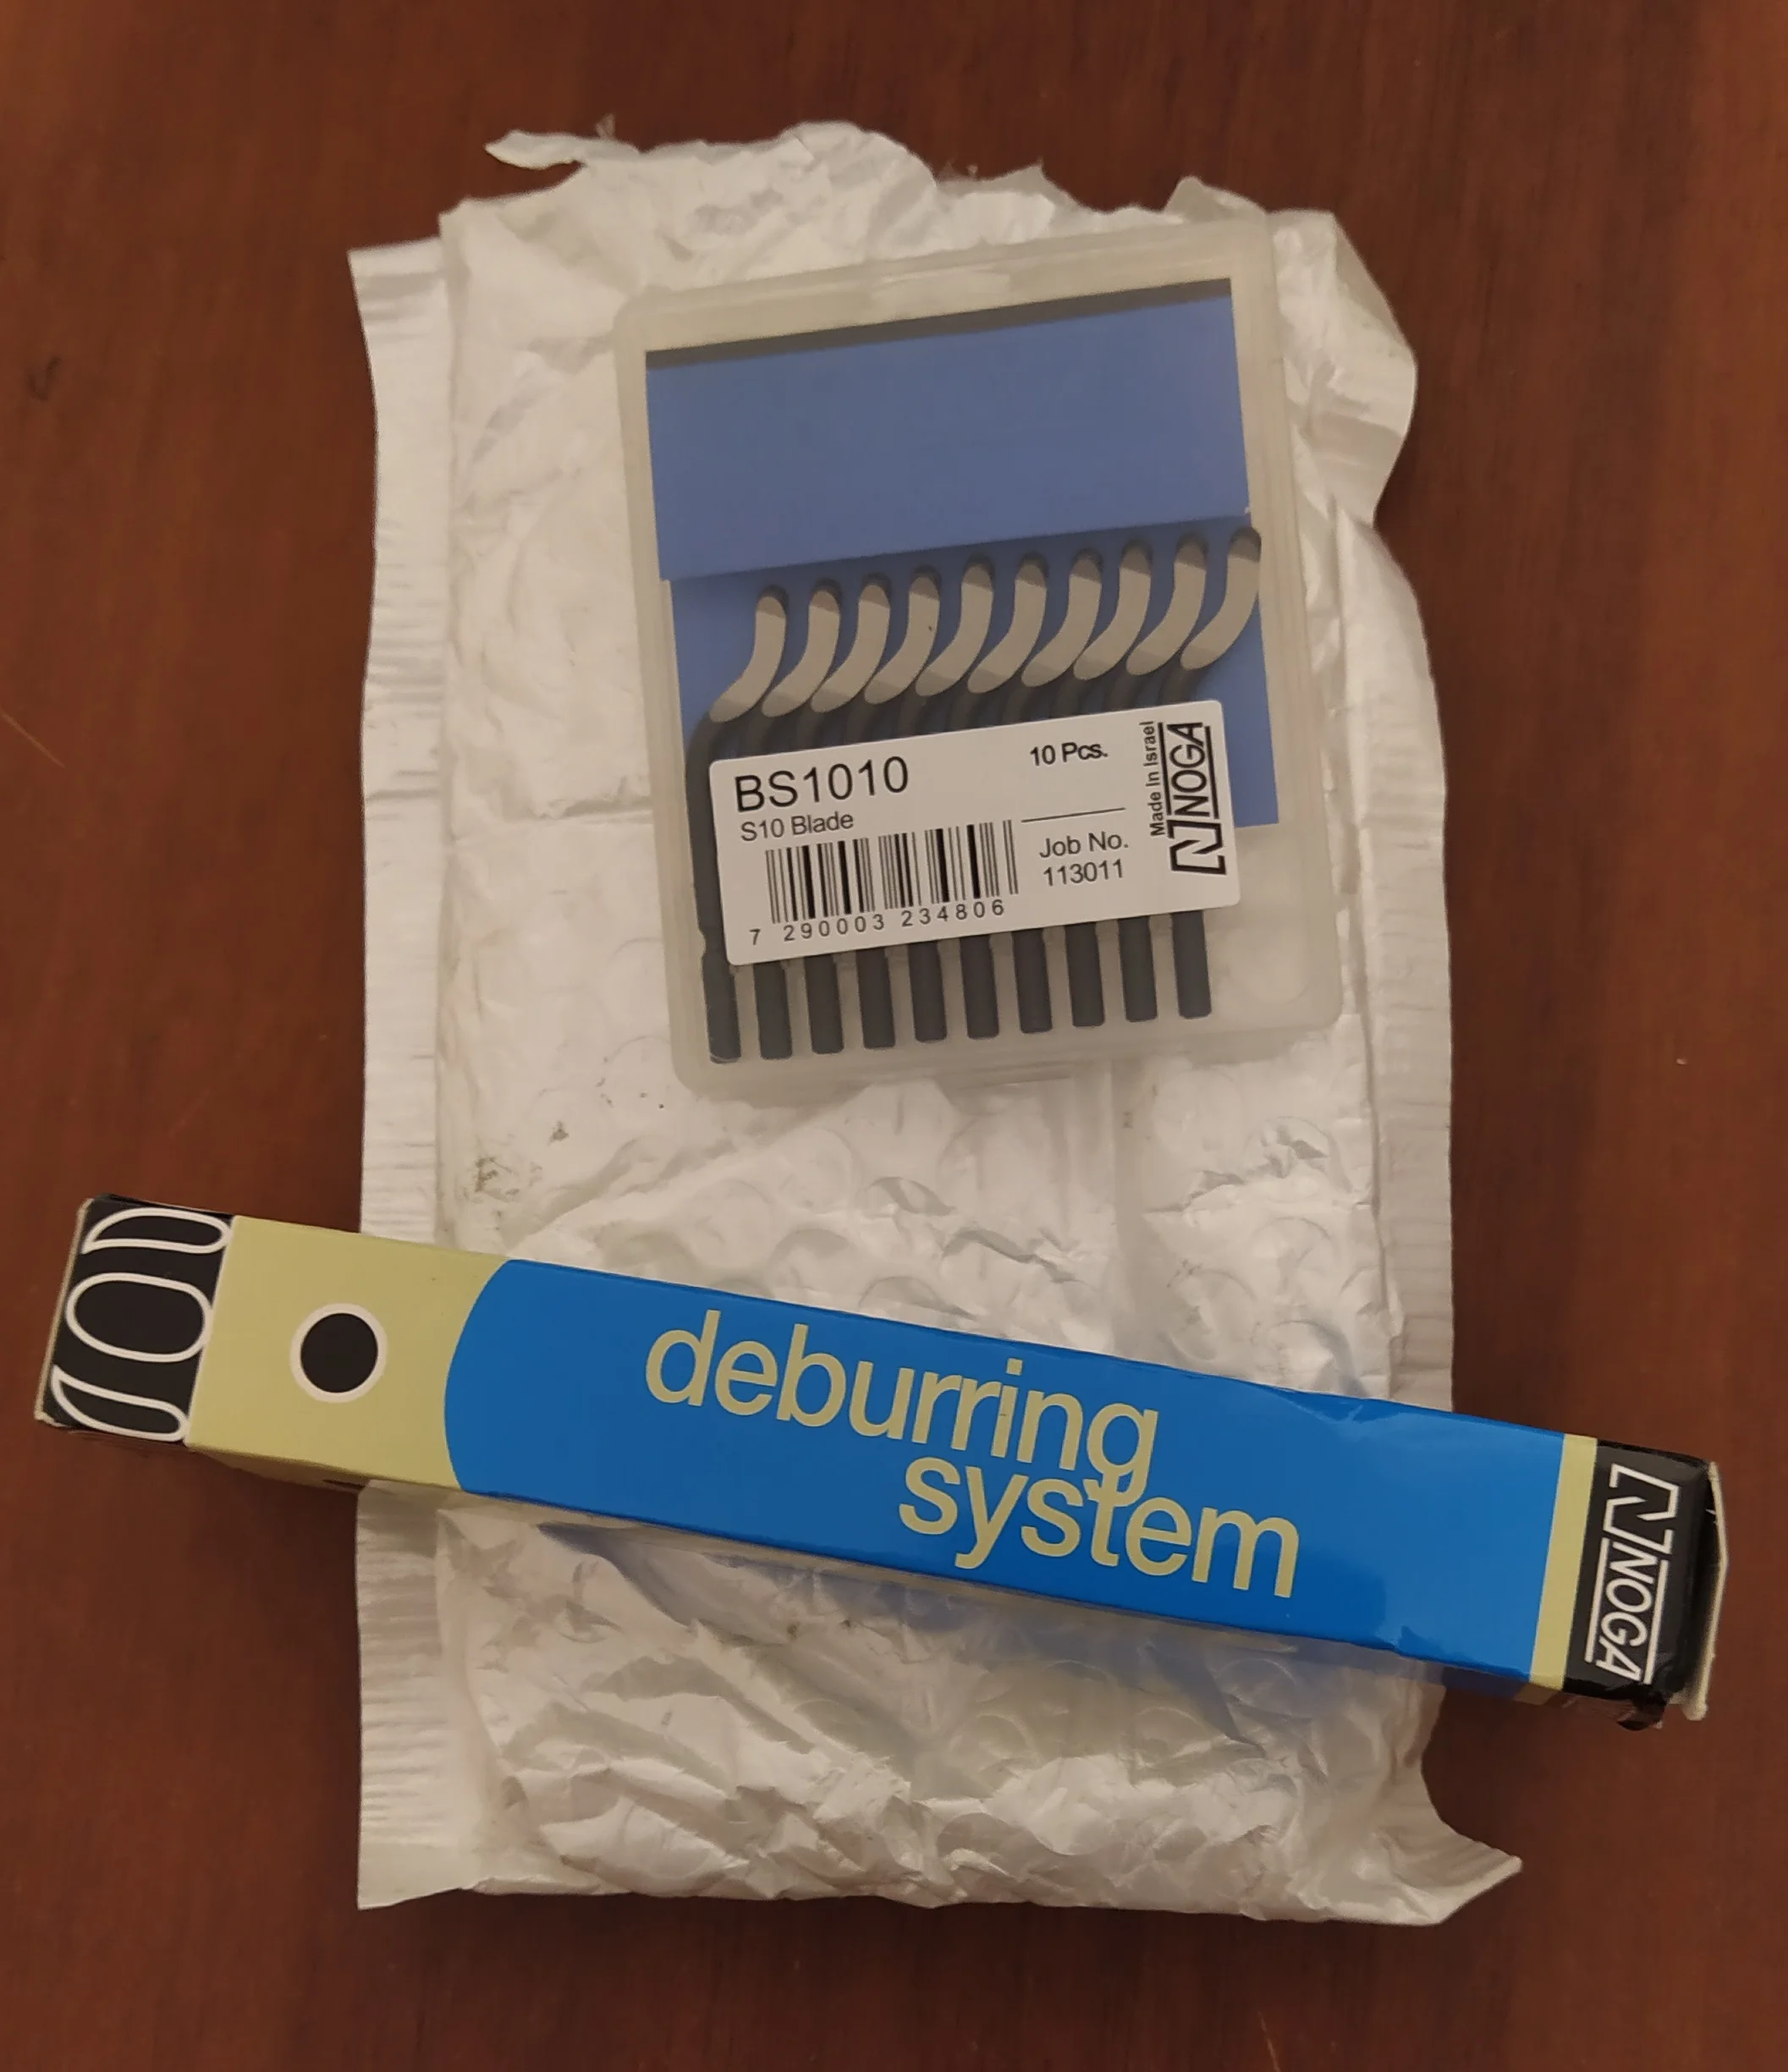 BS1010
10 Pcs.
S10 Blade
Job No.
113011
7 290003 234806
Made In Israel
NOGA
deburring
system
NOGA